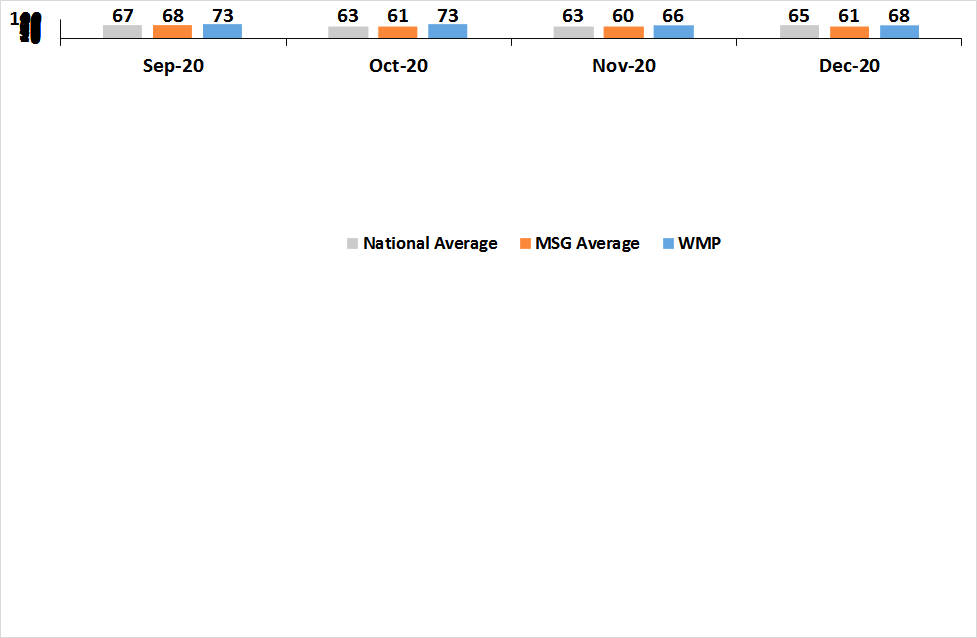 67 68 73 63 61 73 63 60 66 65 61 68
Sep-20 Oct-20 Nov-20 Dec-20
National Average MSG Average WMP